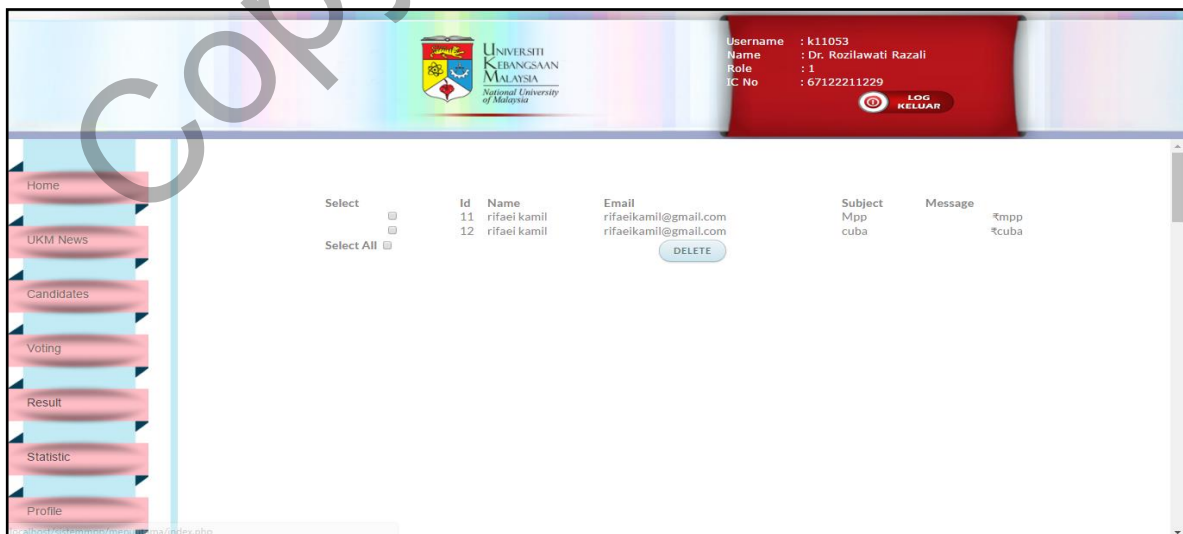 Copy
UNIVERSITI
KEBANGSAAN
MALAYSIA
National University
of Malaysia
Username : k11053
Name : Dr. Rozilawati Razali
Role : 1
IC No : 67122211229
LOG
KELUAR
Home
UKM News
Candidates
Voting
Result
Statistic
Profile
Select Id Name Email Subject Message
11 rifaei kamil rifaeikamil@gmail.com Mpp ₹mpp
12 rifaei kamil rifaeikamil@gmail.com cuba ₹cuba
Select All
DELETE